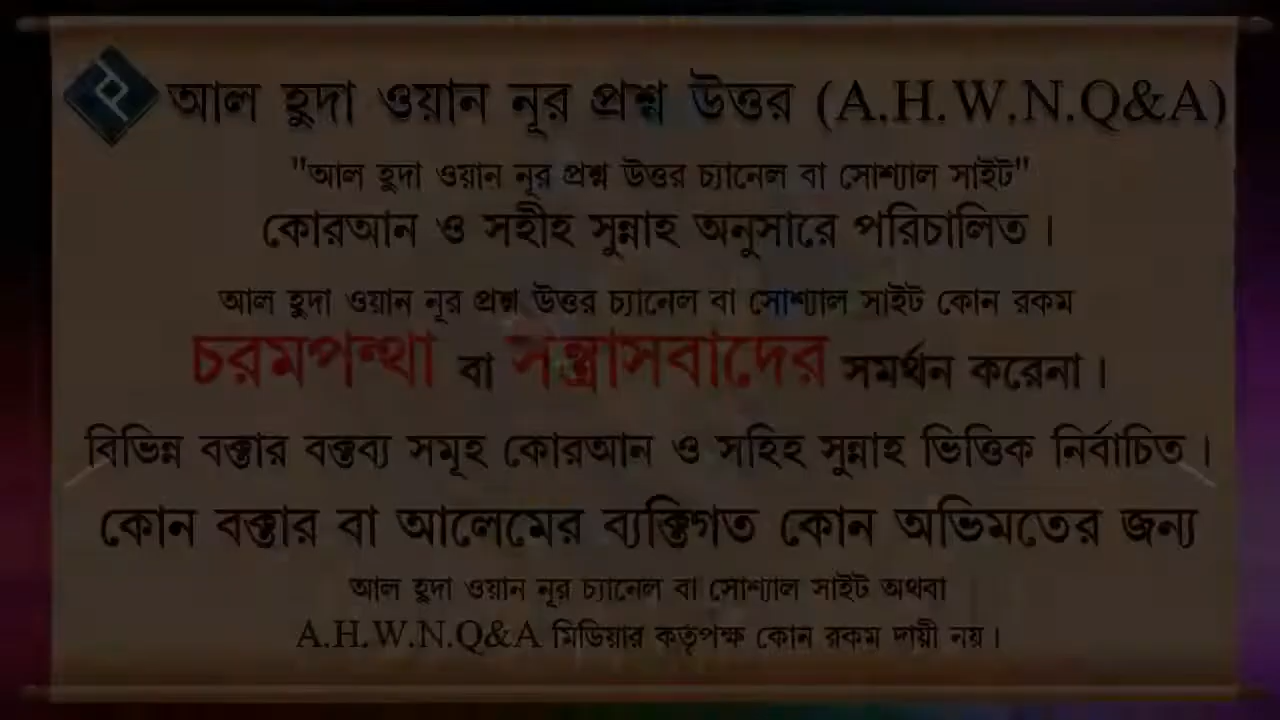 আল হুদা ওয়ান নূর প্রশ্ন উত্তর (A.H.W.N.Q&A)
"আল হুদা ওয়ান নূর প্রশ্ন উত্তর চ্যানেল বা সোশ্যাল সাইট"
কোরআন ও সহীহ সুন্নাহ অনুসারে পরিচালিত।
আল হুদা ওয়ান নূর প্রশ্ন উত্তর চ্যানেল বা সোশ্যাল সাইট কোন রকম
চরমপন্থা বা সন্ত্রাসবাদের সমর্থন করেনা।
বিভিন্ন বক্তার বক্তব্য সমূহ কোরআন ও সহিহ সুন্নাহ ভিত্তিক নির্বাচিত।
কোন বক্তার বা আলেমের ব্যক্তিগত কোন অভিমতের জন্য
আল হুদা ওয়ান নূর চ্যানেল বা সোশ্যাল সাইট অথবা
A.H.W.N.Q&A মিডিয়ার কতৃপক্ষ কোন রকম দায়ী নয়।